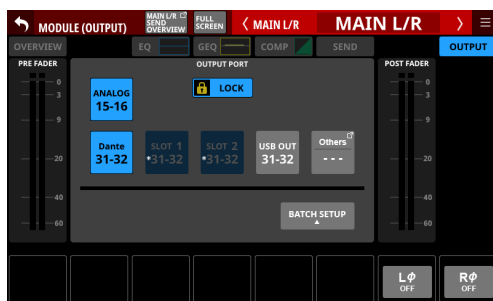 MODULE (OUTPUT)
MAIN L/R
SEND
OVERVIEW
FULL
SCREEN
MAIN L/R
MAIN L/R
OVERVIEW
EQ
GEQ
COMP
SEND
OUTPUT
PRE FADER
OUTPUT PORT
POST FADER
0
3
9
20
40
60
ANALOG
15-16
LOCK
Dante
31-32
SLOT 1
*31-32
SLOT 2
*31-32
USB OUT
31-32
Others
---
BATCH SETUP
0
3
9
20
40
60
LΦ
OFF
RΦ
OFF